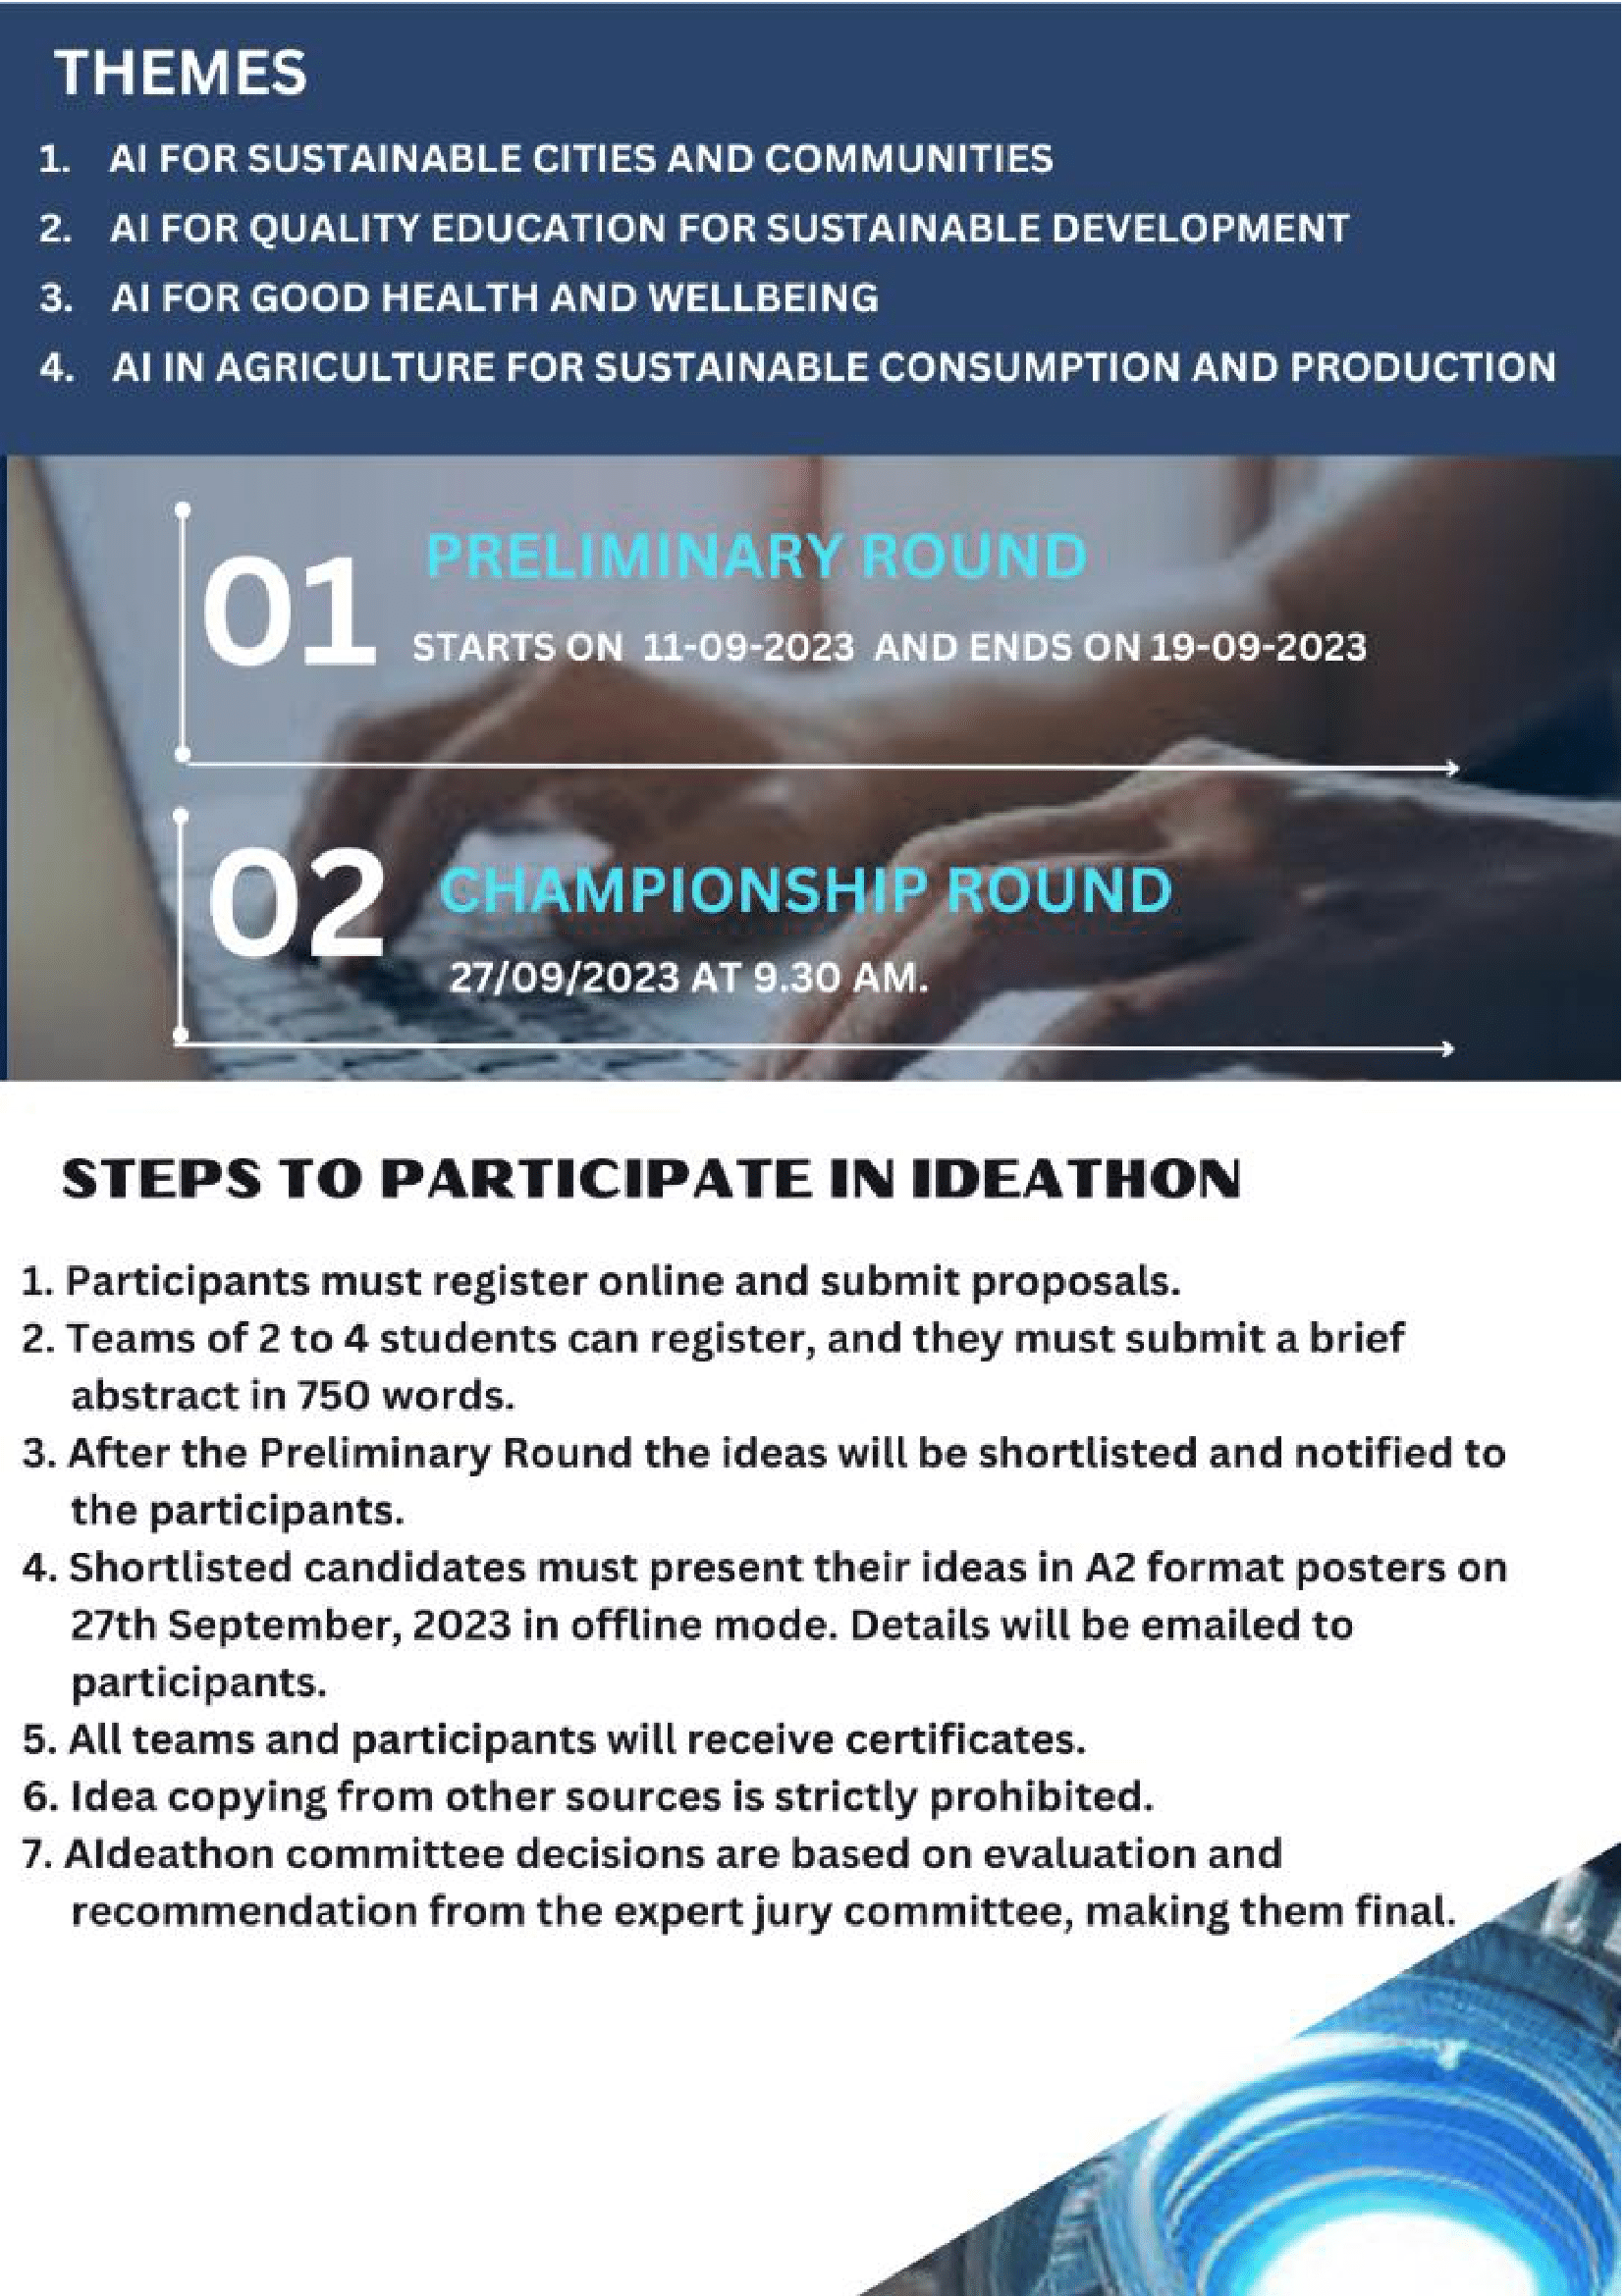 THEMES
1. AI FOR SUSTAINABLE CITIES AND COMMUNITIES
2. AI FOR QUALITY EDUCATION FOR SUSTAINABLE DEVELOPMENT
3. AI FOR GOOD HEALTH AND WELLBEING
4. AI IN AGRICULTURE FOR SUSTAINABLE CONSUMPTION AND PRODUCTION
01
PRELIMINARY ROUND
STARTS ON 11-09-2023 AND ENDS ON 19-09-2023
02
CHAMPIONSHIP ROUND
27/09/2023 AT 9.30 AM.
STEPS TO PARTICIPATE IN IDEATHON
1. Participants must register online and submit proposals.
2. Teams of 2 to 4 students can register, and they must submit a brief
abstract in 750 words.
3. After the Preliminary Round the ideas will be shortlisted and notified to
the participants.
4. Shortlisted candidates must present their ideas in A2 format posters on
27th September, 2023 in offline mode. Details will be emailed to
participants.
5. All teams and participants will receive certificates.
6. Idea copying from other sources is strictly prohibited.
7. AIdeathon committee decisions are based on evaluation and
recommendation from the expert jury committee, making them final.